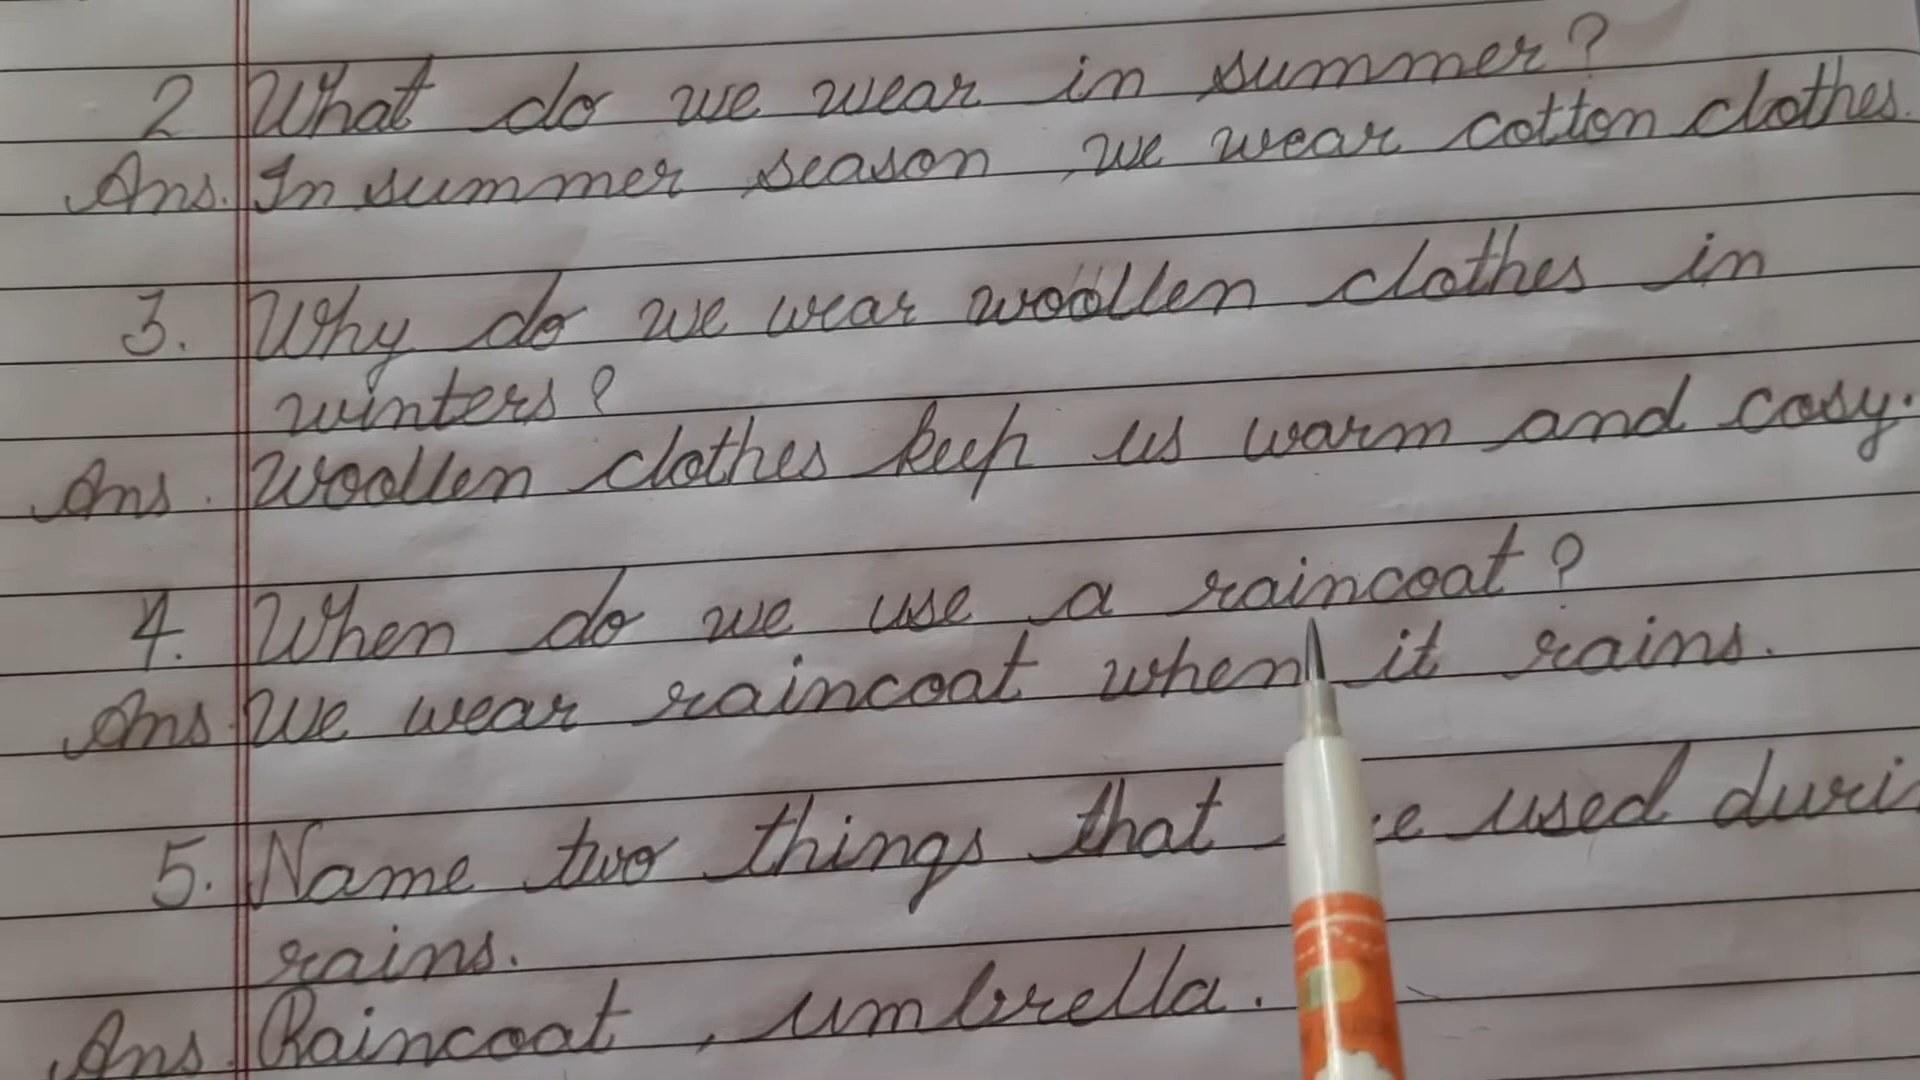 2 What do we wear in summer?
Ans. In summer season we wear cotton clothes.
3. Why do we wear woollen clothes in
winters?
Ans. Woollen clothes keep us warm and cosy.
4. When do we use a raincoat?
Ans. We wear raincoat when it rains.
5. Name two things that used
rains.
Ans. Raincoat, umbrella.